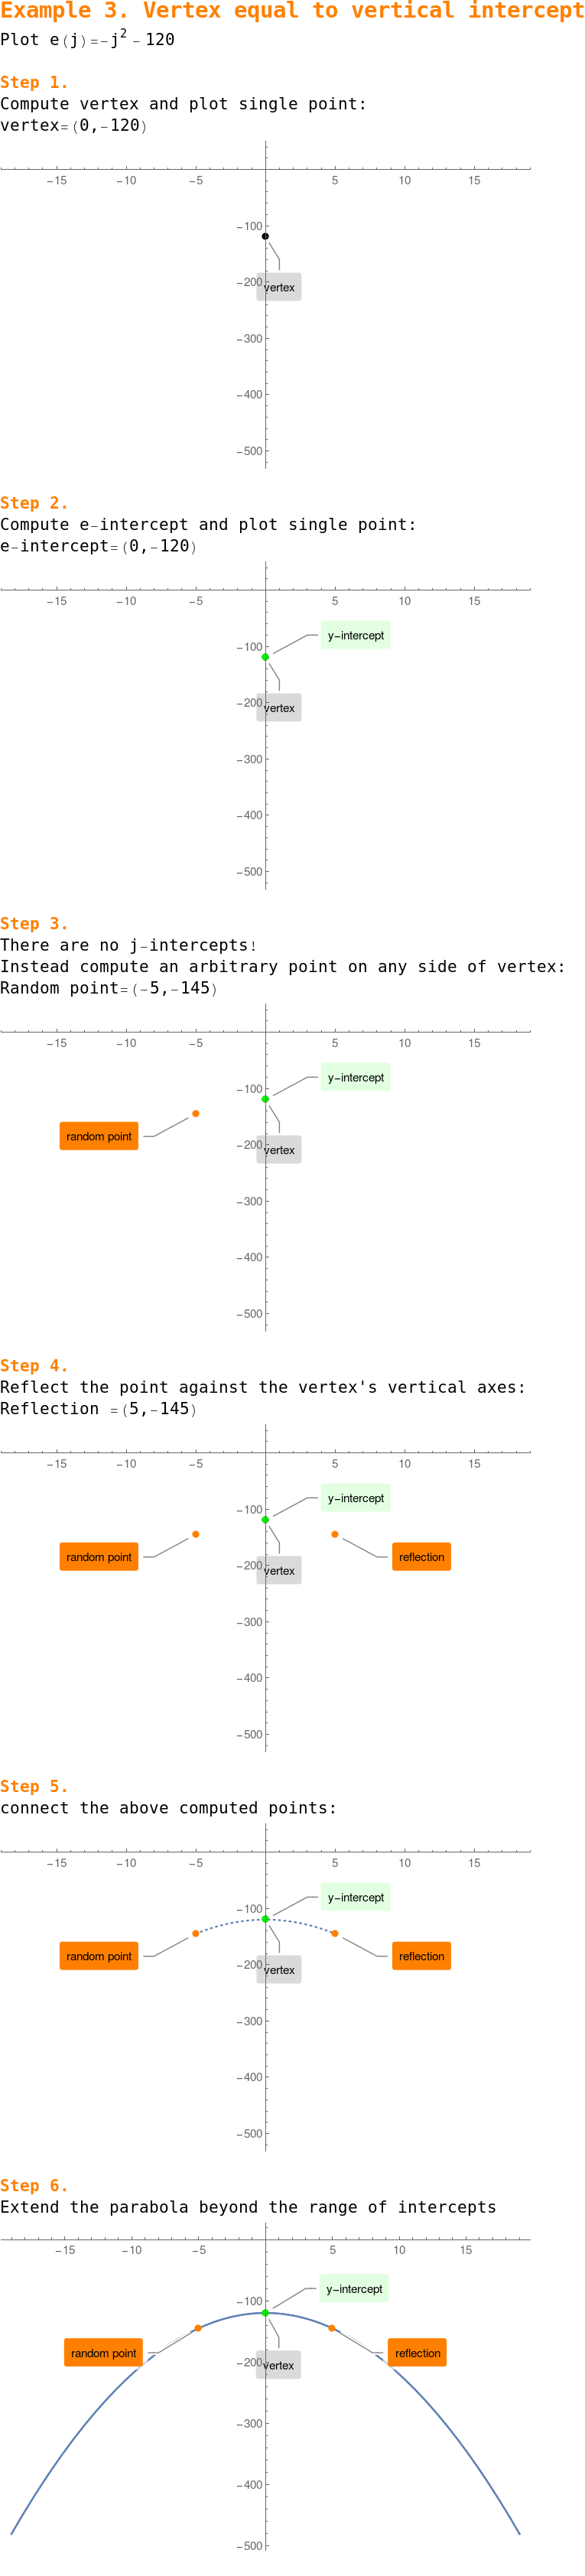 Example 3. Vertex equal to vertical intercept
Plot e(j)=-j² - 120
Step 1.
Compute vertex and plot single point:
vertex=(0,-120)
-15 -10 -5 5 10 15
-100
-200
vertex
-300
-400
-500
Step 2.
Compute e-intercept and plot single point:
e-intercept=(0,-120)
-15 -10 -5 5 10 15
y-intercept
-100
-200
vertex
-300
-400
-500
Step 3.
There are no j-intercepts!
Instead compute an arbitrary point on any side of vertex:
Random point=(-5,-145)
-15 -10 -5 5 10 15
y-intercept
-100
random point
-200
vertex
-300
-400
-500
Step 4.
Reflect the point against the vertex's vertical axes:
Reflection =(5,-145)
-15 -10 -5 5 10 15
y-intercept
-100
random point
reflection
-200
vertex
-300
-400
-500
Step 5.
connect the above computed points:
-15 -10 -5 5 10 15
y-intercept
-100
random point
reflection
-200
vertex
-300
-400
-500
Step 6.
Extend the parabola beyond the range of intercepts
-15 -10 -5 5 10 15
y-intercept
-100
random point
reflection
-200
vertex
-300
-400
-500